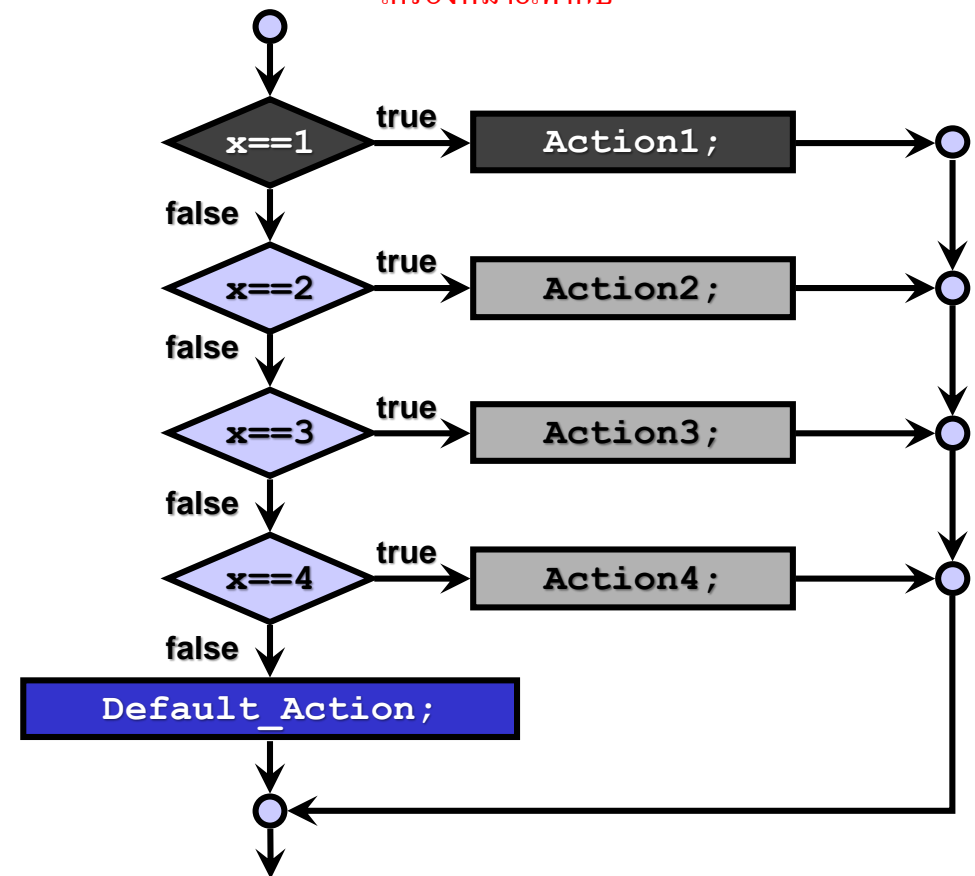 true
x==1
Action1;
false
true
x==2
Action2;
false
true
x==3
Action3;
false
true
x==4
Action4;
false
Default_Action;